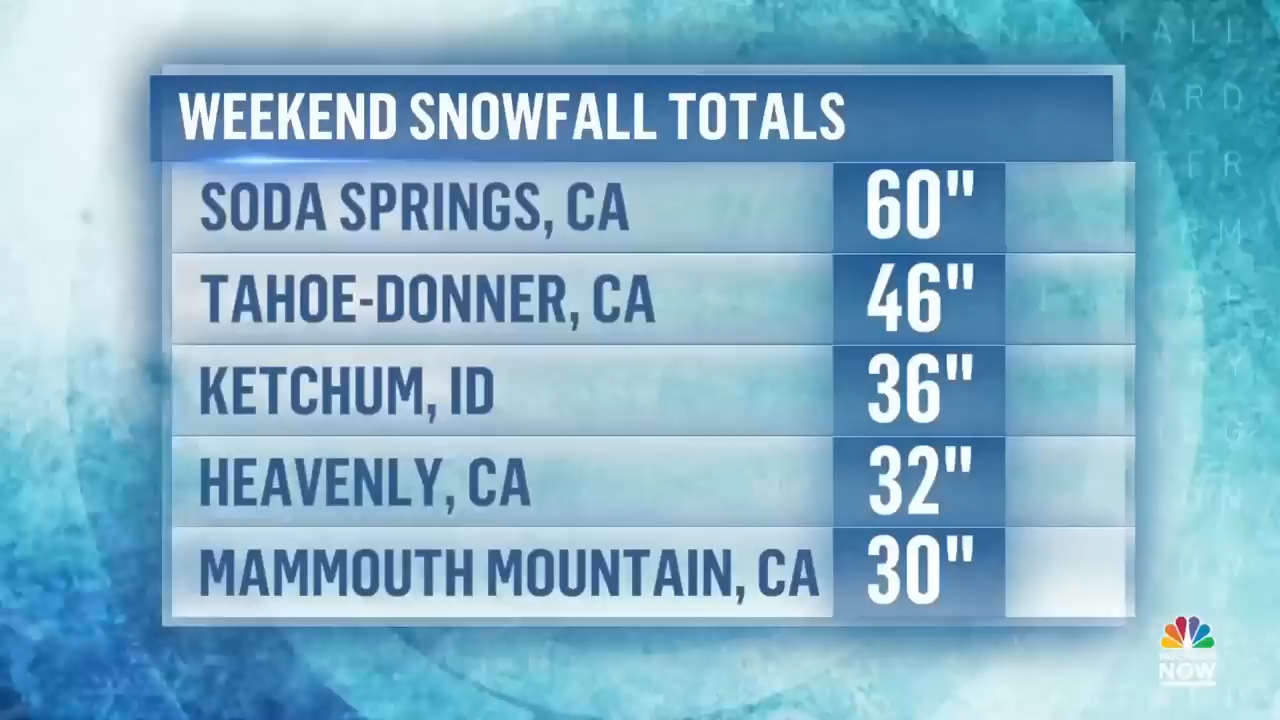 WEEKEND SNOWFALL TOTALS
SODA SPRINGS, CA 60"
TAHOE-DONNER, CA 46"
KETCHUM, ID 36"
HEAVENLY, CA 32"
MAMMOUTH MOUNTAIN, CA 30"
NOW